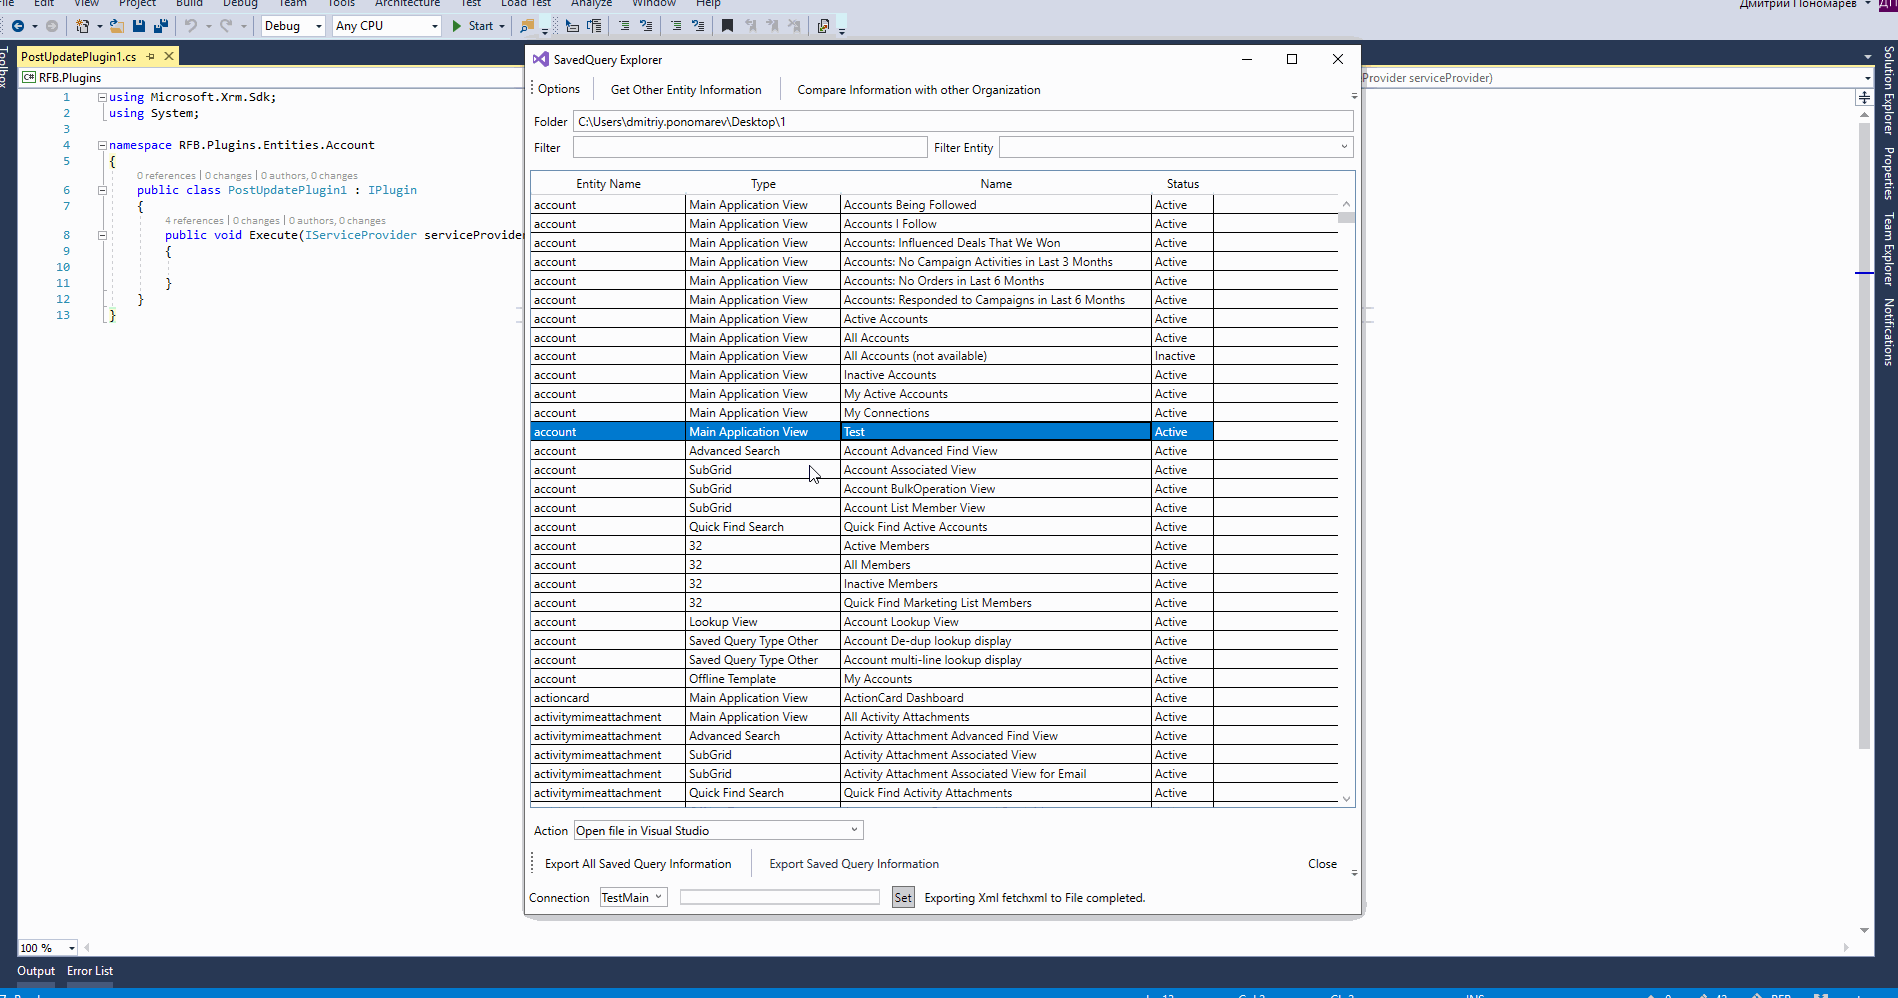 File Edit View Project Build Debug Team Tools Architecture Test Load Test Analyze Window Help Дмитрий Пономарев ДП
Debug Any CPU Start
Toolbox
PostUpdatePlugin1.cs
C# RFB.Plugins
Provider serviceProvider)
1 using Microsoft.Xrm.Sdk;
2 using System;
3
4 namespace RFB.Plugins.Entities.Account
5 {
0 references | 0 changes | 0 authors, 0 changes
6 public class PostUpdatePlugin1 : IPlugin
7 {
4 references | 0 changes | 0 authors, 0 changes
8 public void Execute(IServiceProvider serviceProvider
9 {
10
11 }
12 }
13 }
SavedQuery Explorer
Options Get Other Entity Information Compare Information with other Organization
Folder C:\Users\dmitriy.ponomarev\Desktop\1
Filter Filter Entity
Entity Name Type Name Status
account Main Application View Accounts Being Followed Active
account Main Application View Accounts I Follow Active
account Main Application View Accounts: Influenced Deals That We Won Active
account Main Application View Accounts: No Campaign Activities in Last 3 Months Active
account Main Application View Accounts: No Orders in Last 6 Months Active
account Main Application View Accounts: Responded to Campaigns in Last 6 Months Active
account Main Application View Active Accounts Active
account Main Application View All Accounts Active
account Main Application View All Accounts (not available) Inactive
account Main Application View Inactive Accounts Active
account Main Application View My Active Accounts Active
account Main Application View My Connections Active
account Main Application View Test Active
account Advanced Search Account Advanced Find View Active
account SubGrid Account Associated View Active
account SubGrid Account BulkOperation View Active
account SubGrid Account List Member View Active
account Quick Find Search Quick Find Active Accounts Active
account 32 Active Members Active
account 32 All Members Active
account 32 Inactive Members Active
account 32 Quick Find Marketing List Members Active
account Lookup View Account Lookup View Active
account Saved Query Type Other Account De-dup lookup display Active
account Saved Query Type Other Account multi-line lookup display Active
account Offline Template My Accounts Active
actioncard Main Application View ActionCard Dashboard Active
activitymimeattachment Main Application View All Activity Attachments Active
activitymimeattachment Advanced Search Activity Attachment Advanced Find View Active
activitymimeattachment SubGrid Activity Attachment Associated View Active
activitymimeattachment SubGrid Activity Attachment Associated View for Email Active
activitymimeattachment Quick Find Search Quick Find Activity Attachments Active
Action Open file in Visual Studio
Export All Saved Query Information Export Saved Query Information Close
Connection TestMain Set Exporting Xml fetchxml to File completed.
Solution Explorer
Properties
Team Explorer
Notifications
100 %
Output Error List